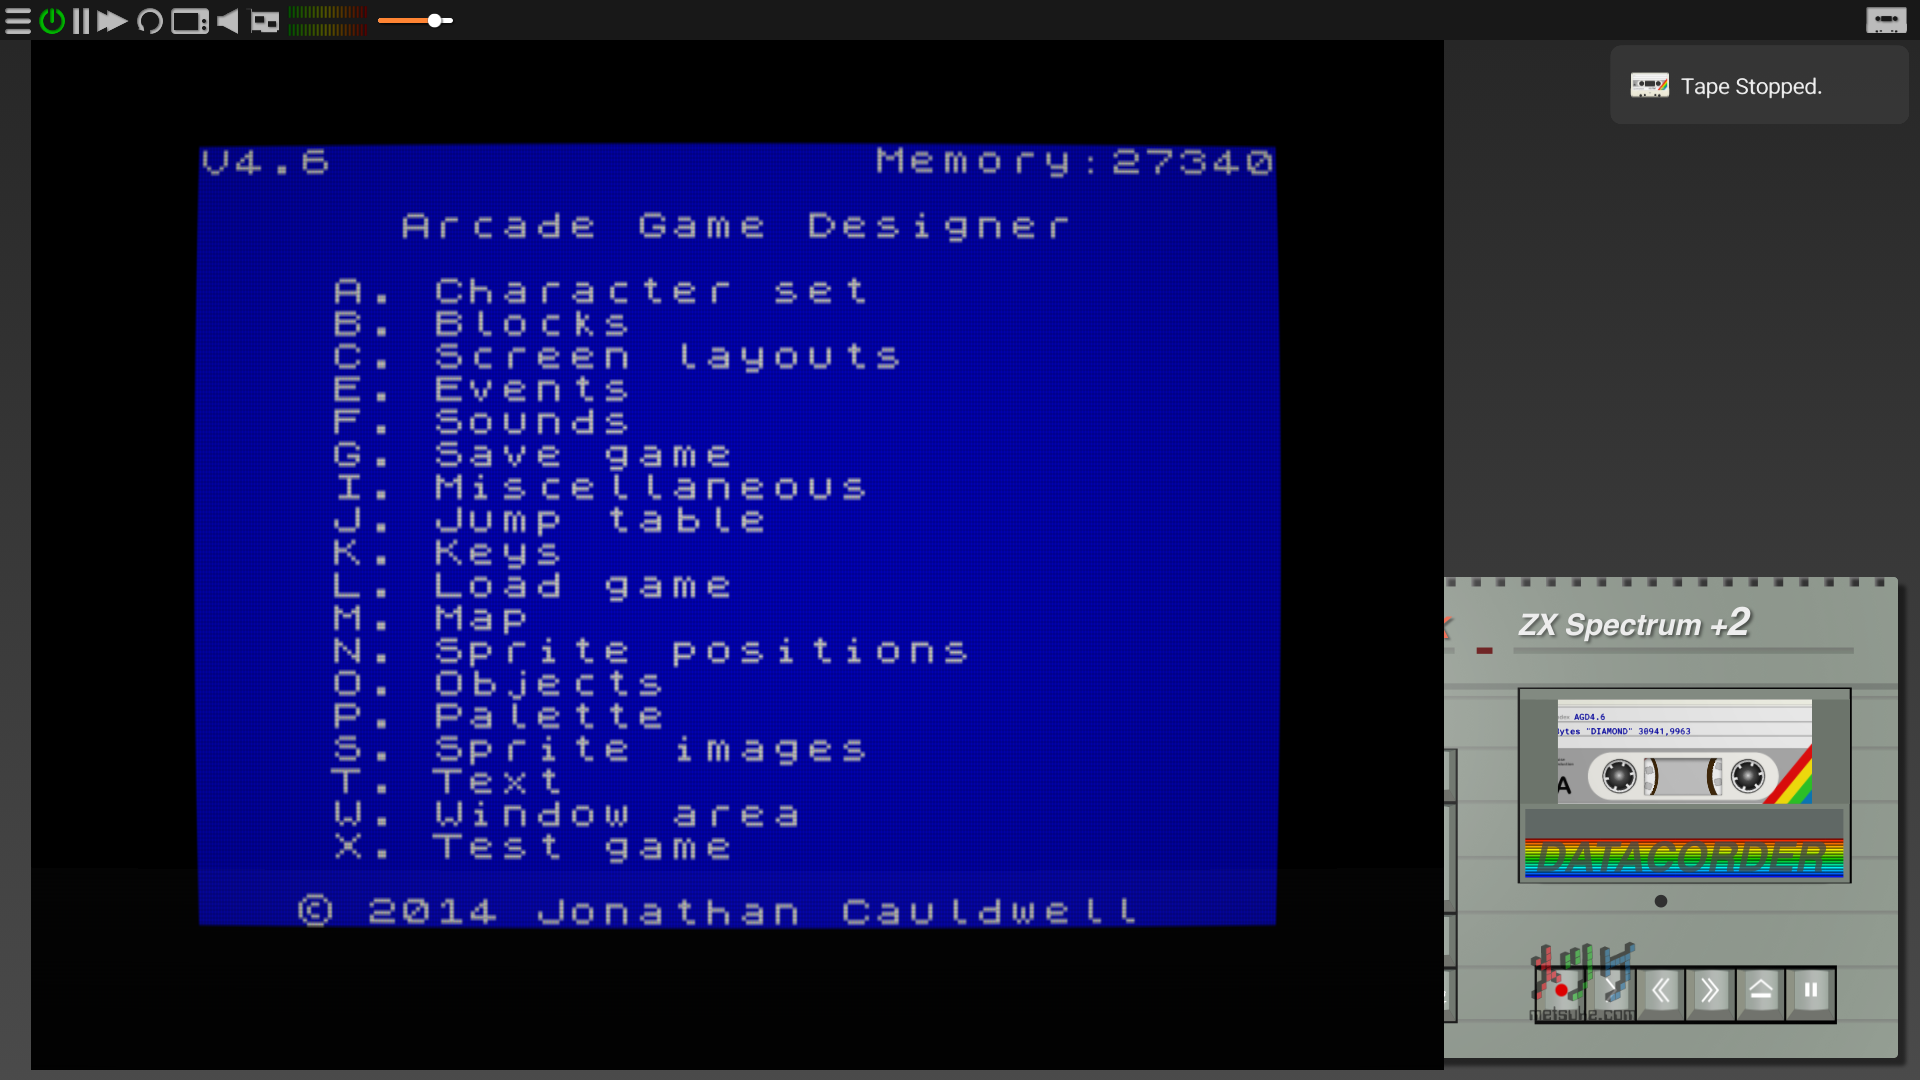 Tape Stopped.
V4.6 Memory:27340
Arcade Game Designer
A. Character set
B. Blocks
C. Screen layouts
E. Events
F. Sounds
G. Save game
I. Miscellaneous
J. Jump table
K. Keys
L. Load game
M. Map
N. Sprite positions
O. Objects
P. Palette
S. Sprite images
T. Text
W. Window area
X. Test game
© 2014 Jonathan Cauldwell
ZX Spectrum +2
AGD4.6
Bytes "DIAMOND" 30941,9963
A
DATACORDER
metsuke.com